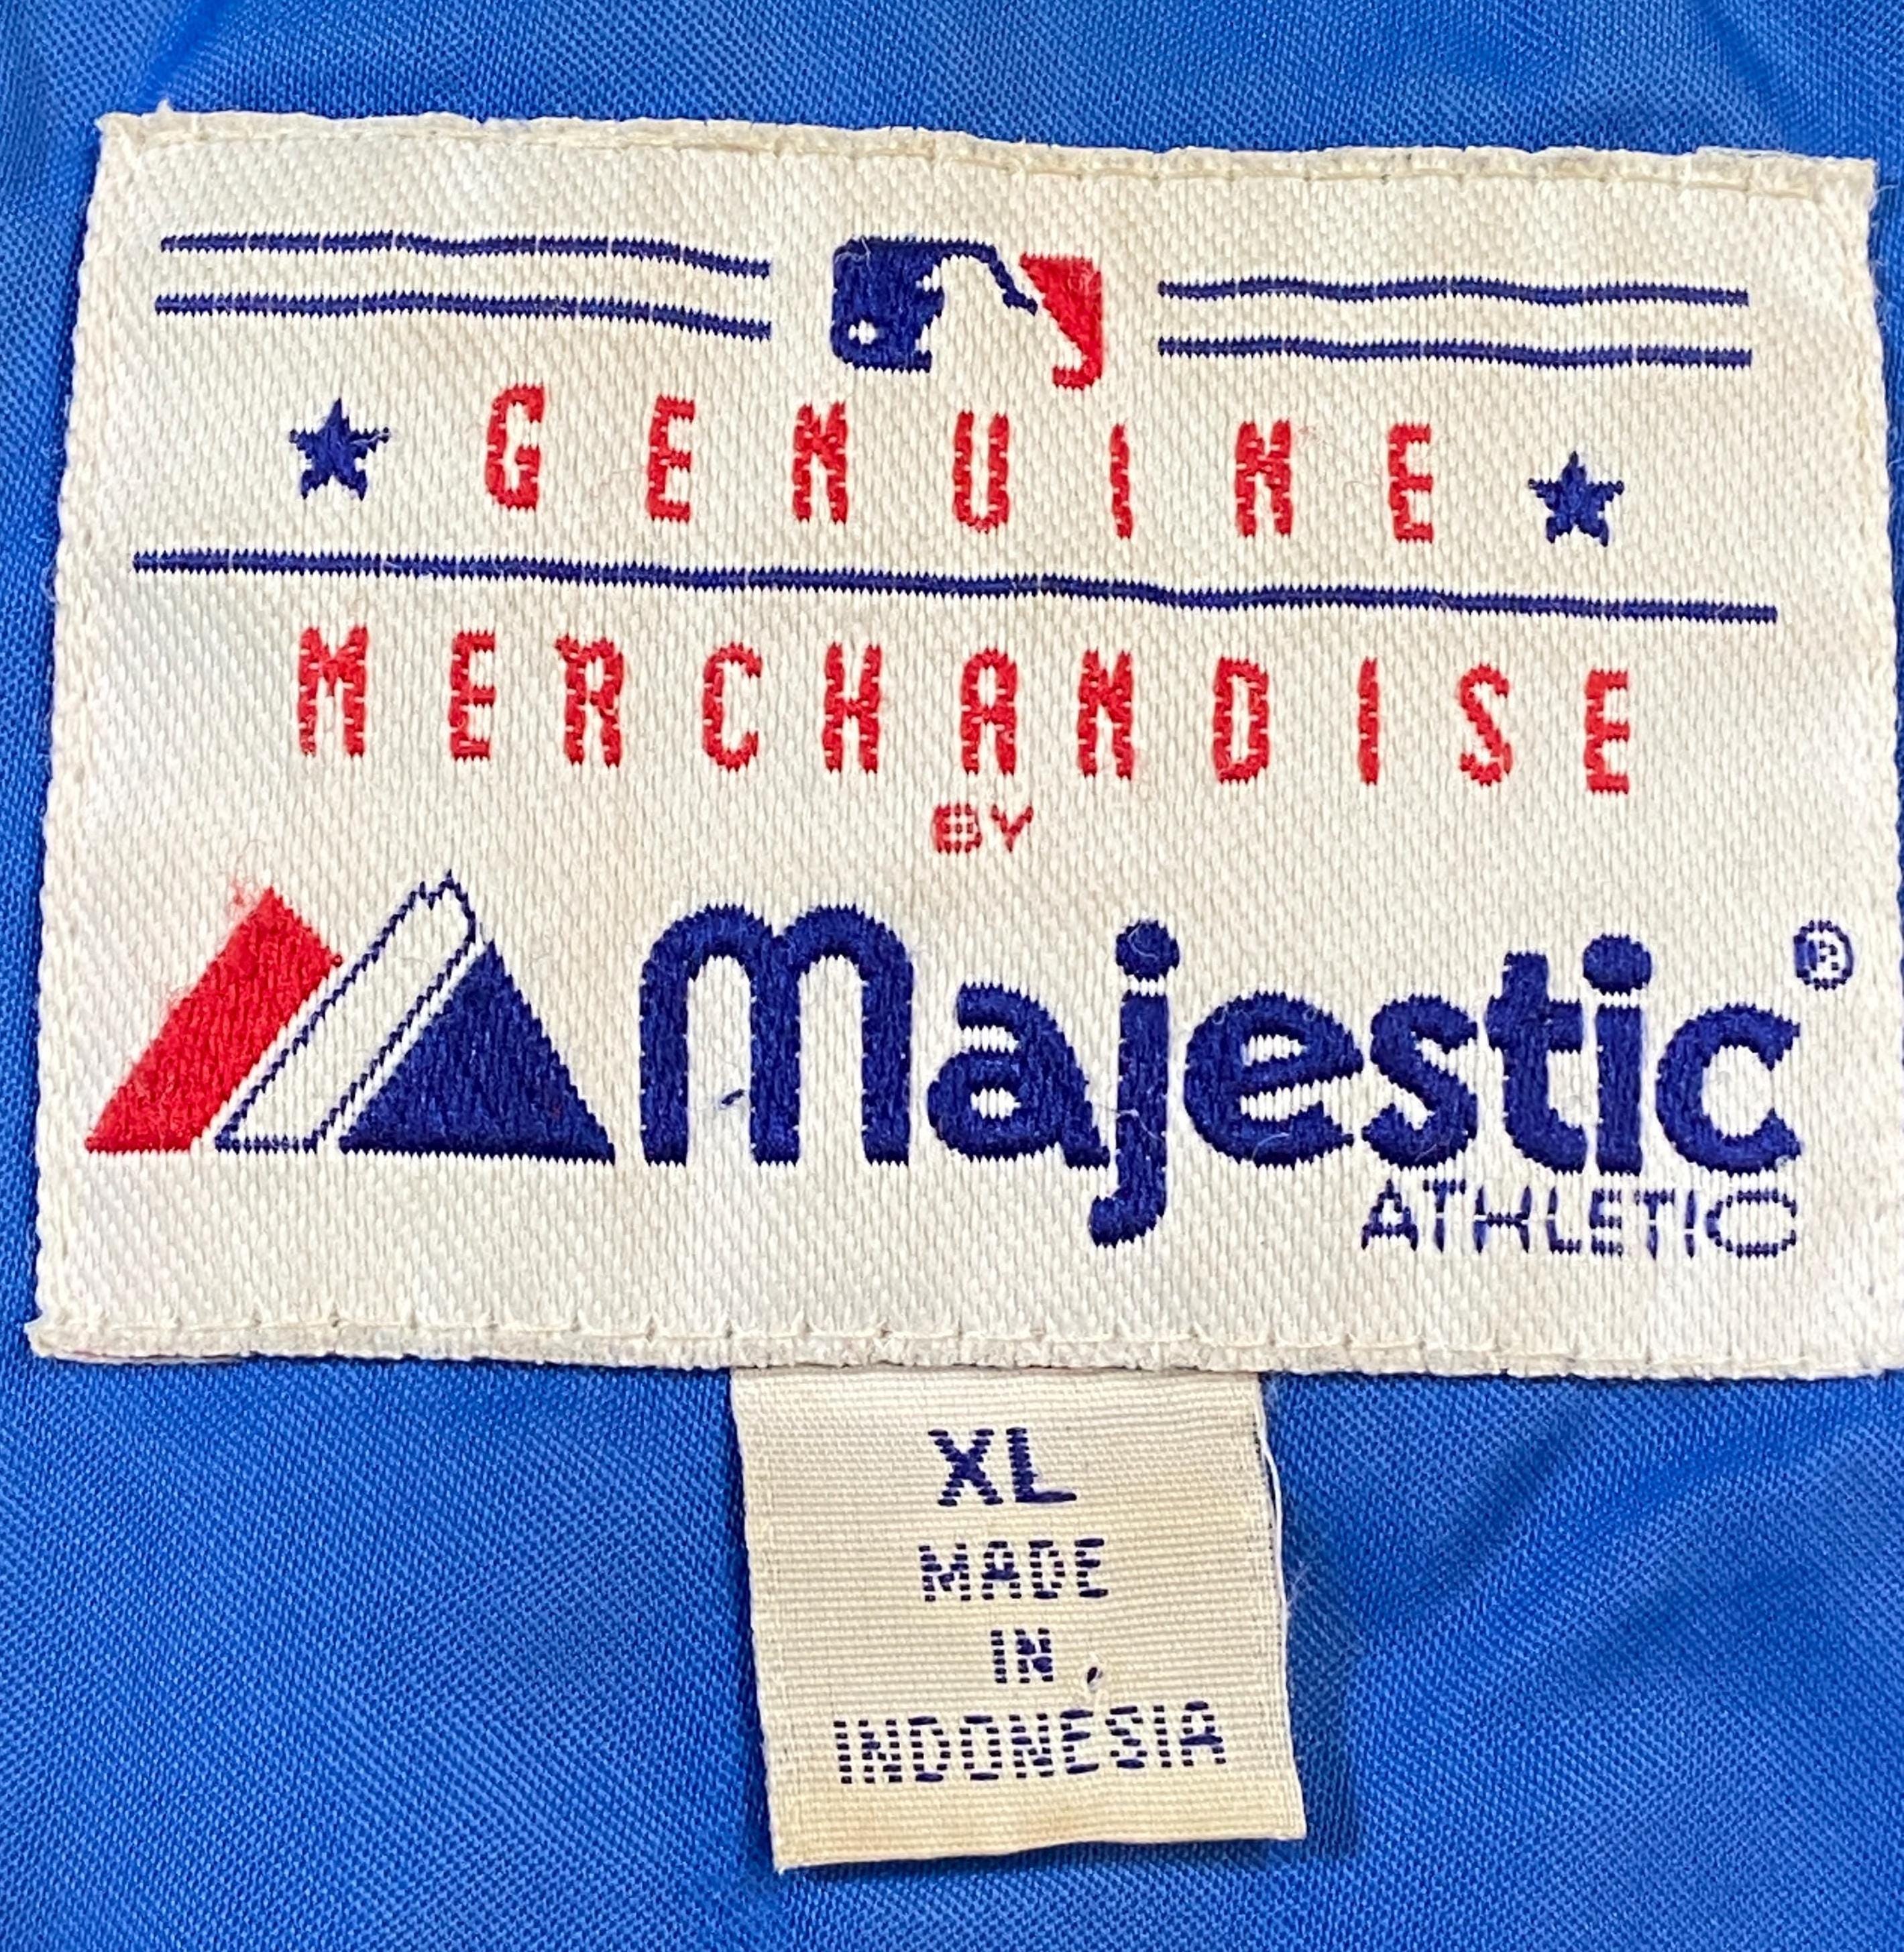 GENUINE
MERCHANDISE
BY
majestic®
ATHLETIC
XL
MADE
IN
INDONESIA